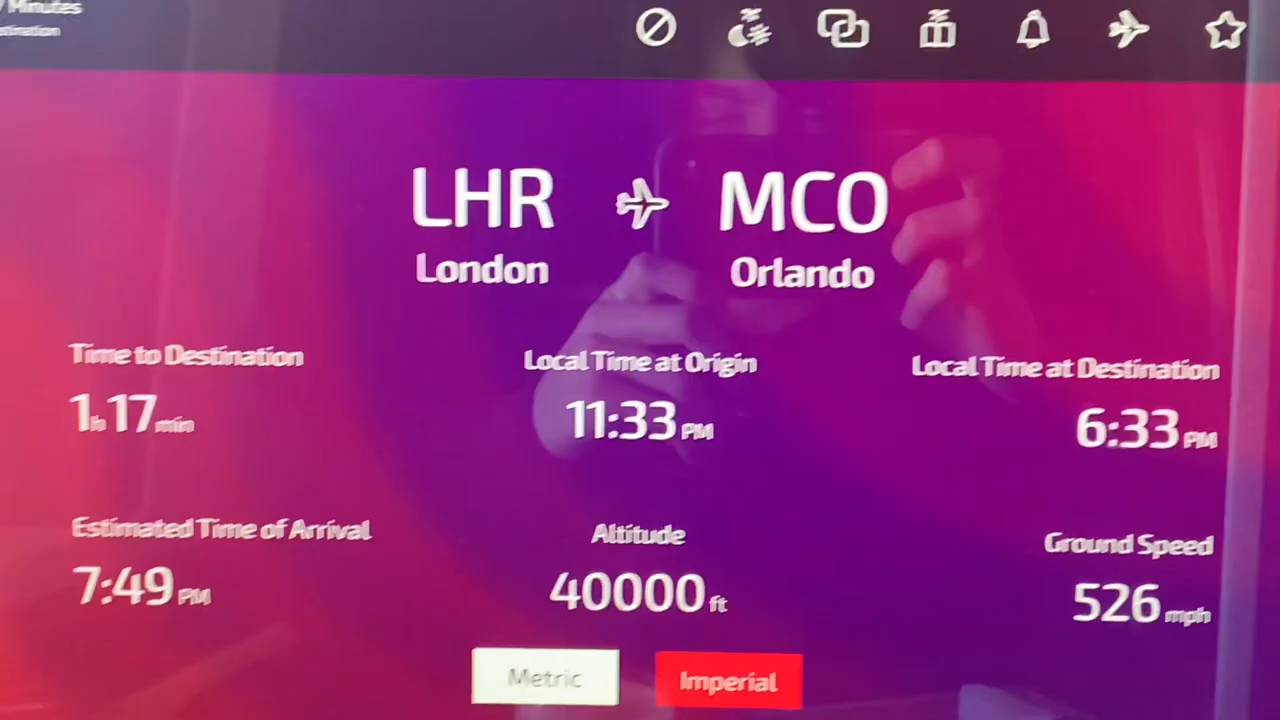 Minutes
LHR
MCO
London
Orlando
Time to Destination
Local Time at Origin
Local Time at Destination
1h 17min
11:33 PM
6:33 PM
Estimated Time of Arrival
Altitude
Ground Speed
7:49 PM
40000 ft
526 mph
Metric
Imperial